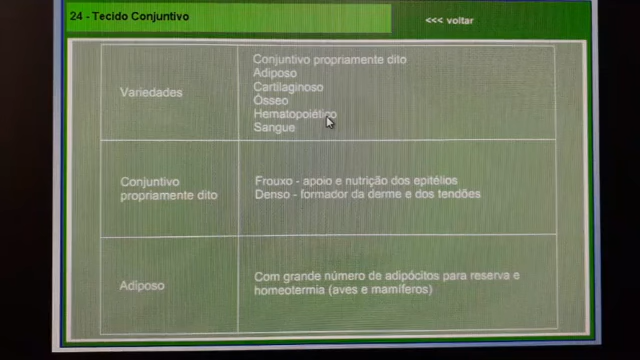 24 - Tecido Conjuntivo
<<< voltar
Variedades
Conjuntivo propriamente dito
Adiposo
Cartilaginoso
Ósseo
Hematopoiético
Sangue
Conjuntivo
propriamente dito
Frouxo - apoio e nutrição dos epitélios
Denso - formador da derme e dos tendões
Adiposo
Com grande número de adipócitos para reserva e
homeotermia (aves e mamíferos)